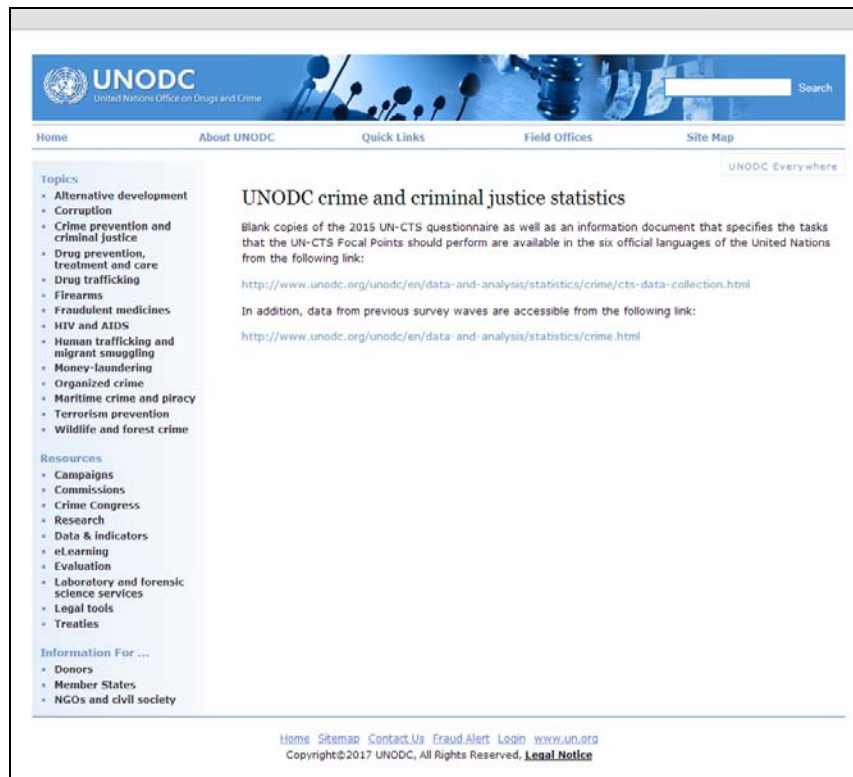 UNODC
United Nations Office on Drugs and Crime
Search
Home About UNODC Quick Links Field Offices Site Map
UNODC Everywhere
Topics
Alternative development
Corruption
Crime prevention and
criminal justice
Drug prevention,
treatment and care
Drug trafficking
Firearms
Fraudulent medicines
HIV and AIDS
Human trafficking and
migrant smuggling
Money-laundering
Organized crime
Maritime crime and piracy
Terrorism prevention
Wildlife and forest crime
Resources
Campaigns
Commissions
Crime Congress
Research
Data & indicators
eLearning
Evaluation
Laboratory and forensic
science services
Legal tools
Treaties
Information For ...
Donors
Member States
NGOs and civil society
UNODC crime and criminal justice statistics
Blank copies of the 2015 UN-CTS questionnaire as well as an information document that specifies the tasks
that the UN-CTS Focal Points should perform are available in the six official languages of the United Nations
from the following link:
http://www.unodc.org/unodc/en/data-and-analysis/statistics/crime/cts-data-collection.html
In addition, data from previous survey waves are accessible from the following link:
http://www.unodc.org/unodc/en/data-and-analysis/statistics/crime.html
Home Sitemap Contact Us Fraud Alert Login www.un.org
Copyright©2017 UNODC, All Rights Reserved, Legal Notice